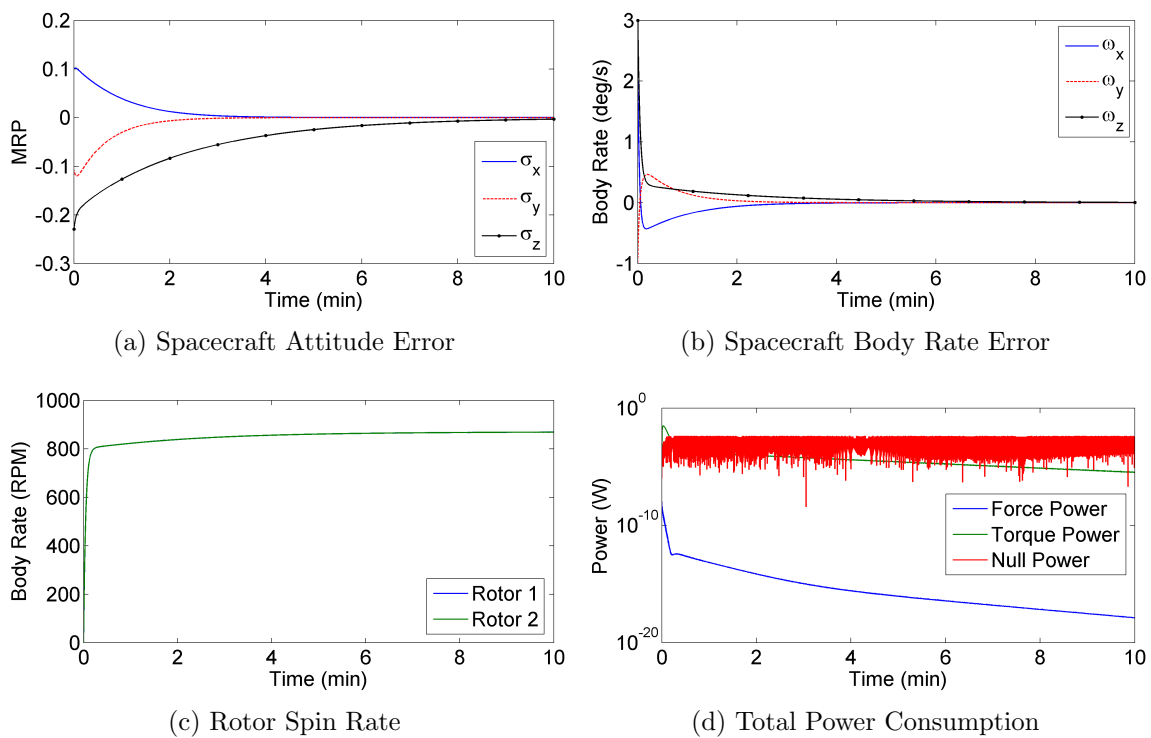 0.2
0.1
0
-0.1
-0.2
-0.3
MRP
σx
σy
σz
0 2 4 6 8 10
Time (min)
(a) Spacecraft Attitude Error
3
2
1
0
-1
Body Rate (deg/s)
ωx
ωy
ωz
0 2 4 6 8 10
Time (min)
(b) Spacecraft Body Rate Error
1000
800
600
400
200
0
Body Rate (RPM)
Rotor 1
Rotor 2
0 2 4 6 8 10
Time (min)
(c) Rotor Spin Rate
10^0
10^-10
10^-20
Power (W)
Force Power
Torque Power
Null Power
0 2 4 6 8 10
Time (min)
(d) Total Power Consumption